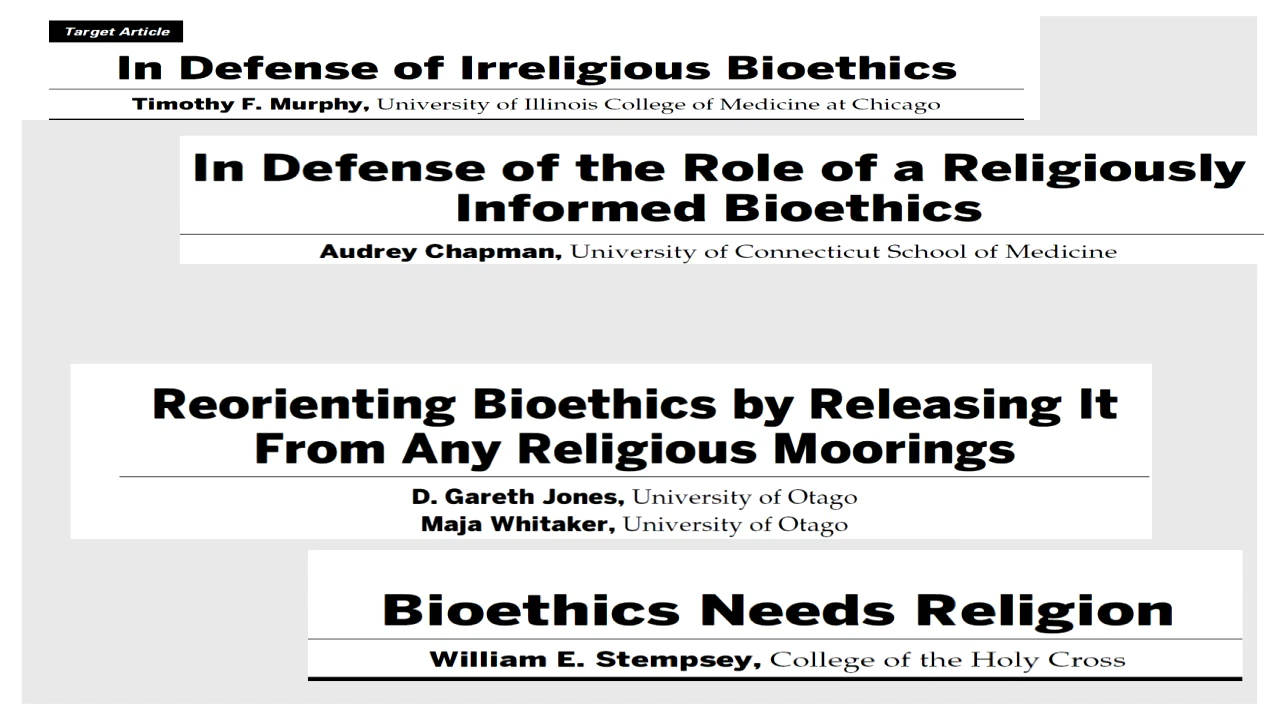 Target Article
In Defense of Irreligious Bioethics
Timothy F. Murphy, University of Illinois College of Medicine at Chicago
In Defense of the Role of a Religiously
Informed Bioethics
Audrey Chapman, University of Connecticut School of Medicine
Reorienting Bioethics by Releasing It
From Any Religious Moorings
D. Gareth Jones, University of Otago
Maja Whitaker, University of Otago
Bioethics Needs Religion
William E. Stempsey, College of the Holy Cross